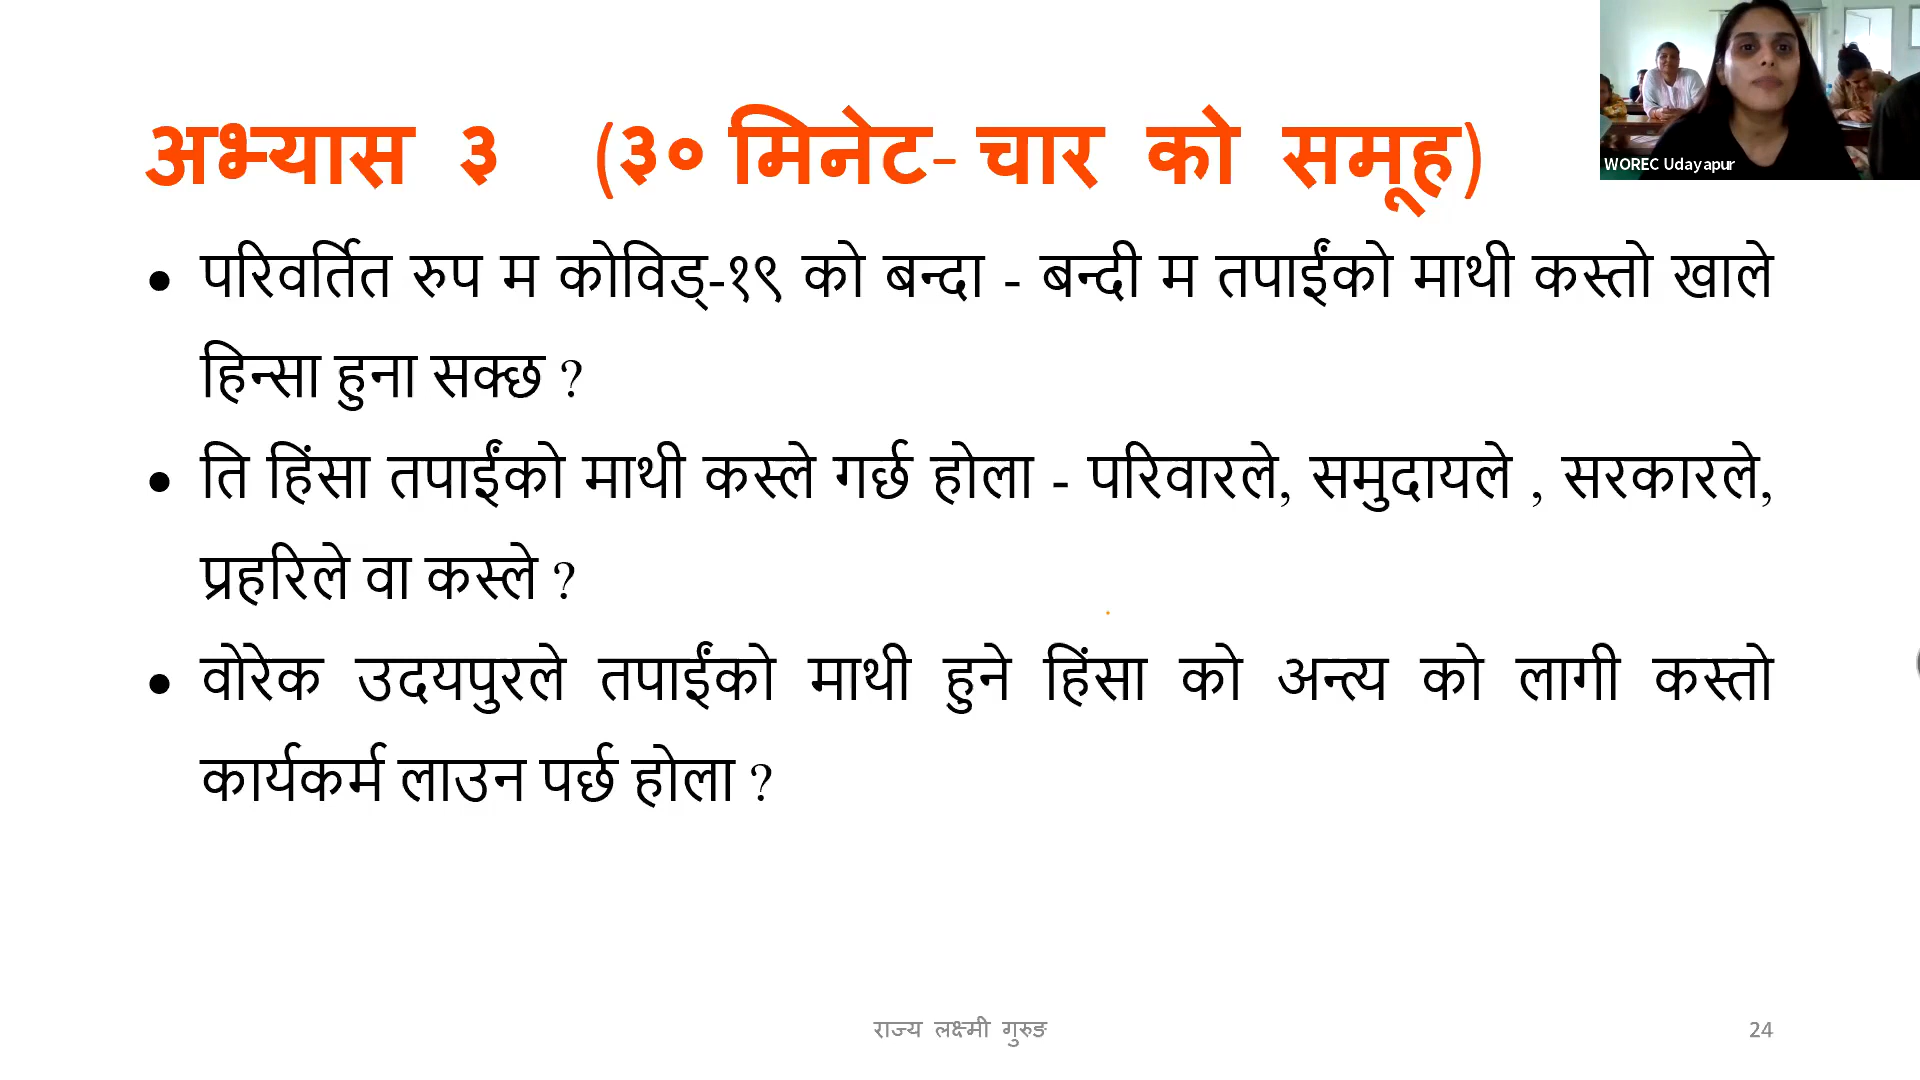 अभ्यास ३ (३० मिनेट- चार को समूह)
WOREC Udayapur
• परिवर्तित रुप म कोविड्-१९ को बन्दा - बन्दी म तपाईंको माथी कस्तो खाले
हिन्सा हुना सक्छ ?
• ति हिंसा तपाईंको माथी कस्ले गर्छ होला - परिवारले, समुदायले , सरकारले,
प्रहरिले वा कस्ले ?
• वोरेक उदयपुरले तपाईंको माथी हुने हिंसा को अन्त्य को लागी कस्तो
कार्यकर्म लाउन पर्छ होला ?
राज्य लक्ष्मी गुरुङ
24